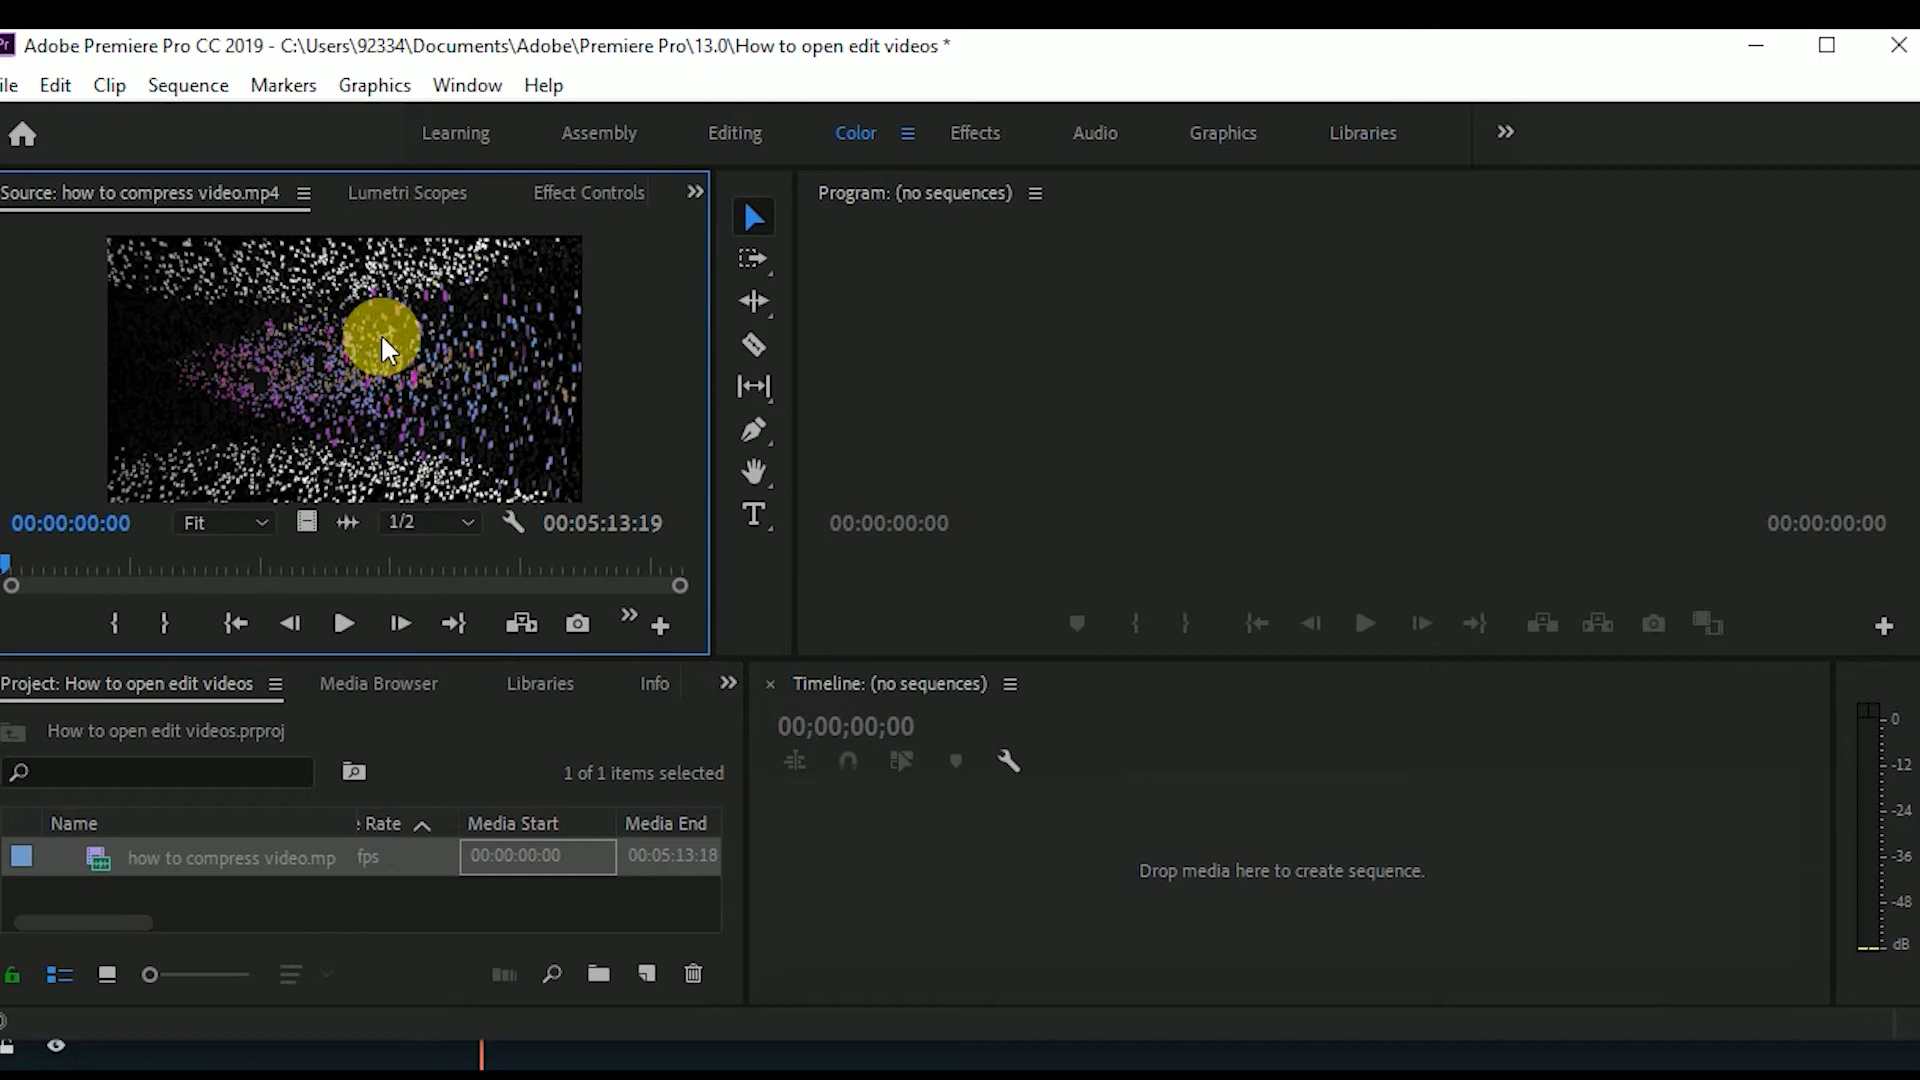 Pr Adobe Premiere Pro CC 2019 - C:\Users\92334\Documents\Adobe\Premiere Pro\13.0\How to open edit videos *
ile Edit Clip Sequence Markers Graphics Window Help
Learning Assembly Editing Color Effects Audio Graphics Libraries
Source: how to compress video.mp4 Lumetri Scopes Effect Controls
Program: (no sequences)
00:00:00:00 Fit 1/2 00:05:13:19
00:00:00:00 00:00:00:00
Project: How to open edit videos Media Browser Libraries Info
Timeline: (no sequences)
How to open edit videos.prproj
00;00;00;00
1 of 1 items selected
Name : Rate Media Start Media End
how to compress video.mp fps 00:00:00:00 00:05:13:18
Drop media here to create sequence.
0
-12
-24
-36
-48
dB
T